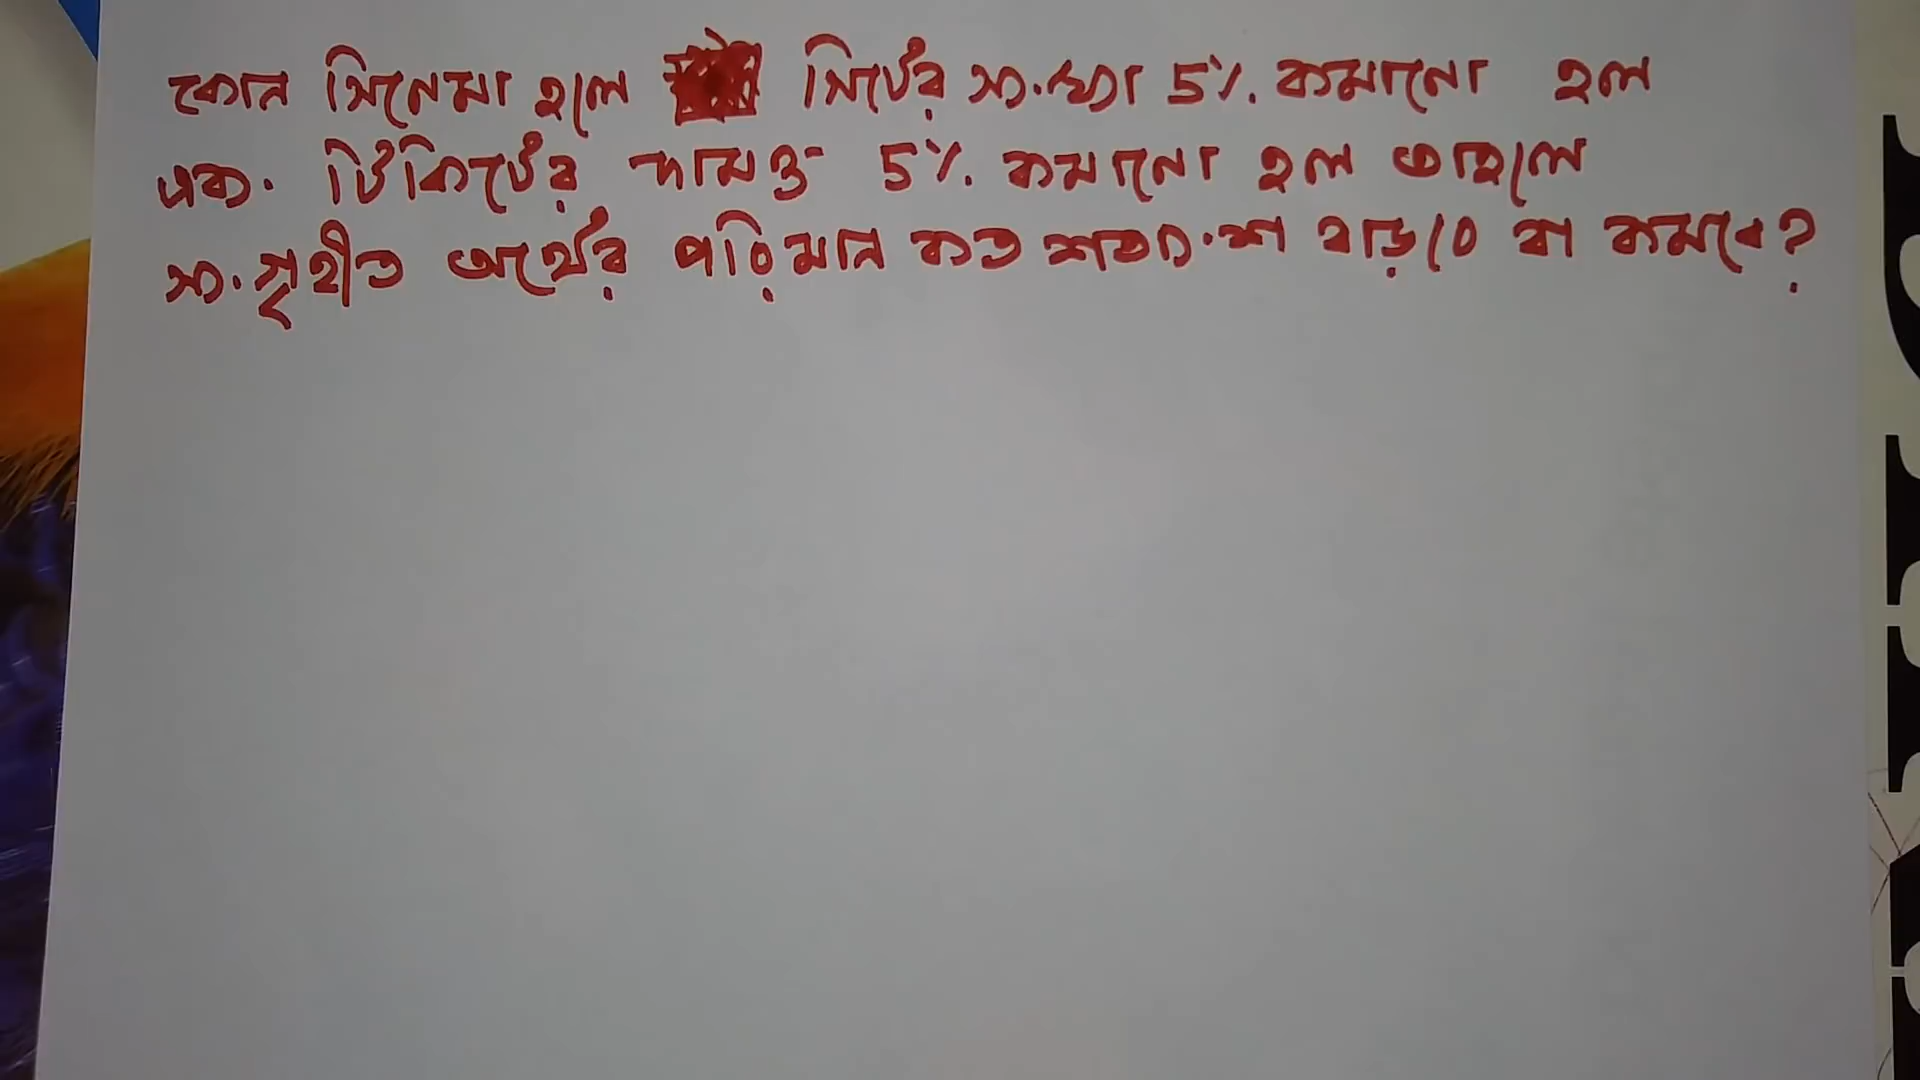 কোন সিনেমা হলে সিটের সংখ্যা 5% কমানো হল
এবং টিকিটের দামও 5% কমানো হল তাহলে
সংগৃহীত অর্থের পরিমান কত শতাংশ বাড়বে বা কমবে?